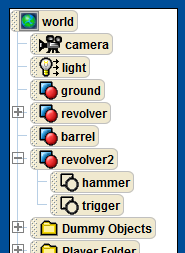 world
camera
light
ground
revolver
barrel
revolver2
hammer
trigger
Dummy Objects
Player Folder